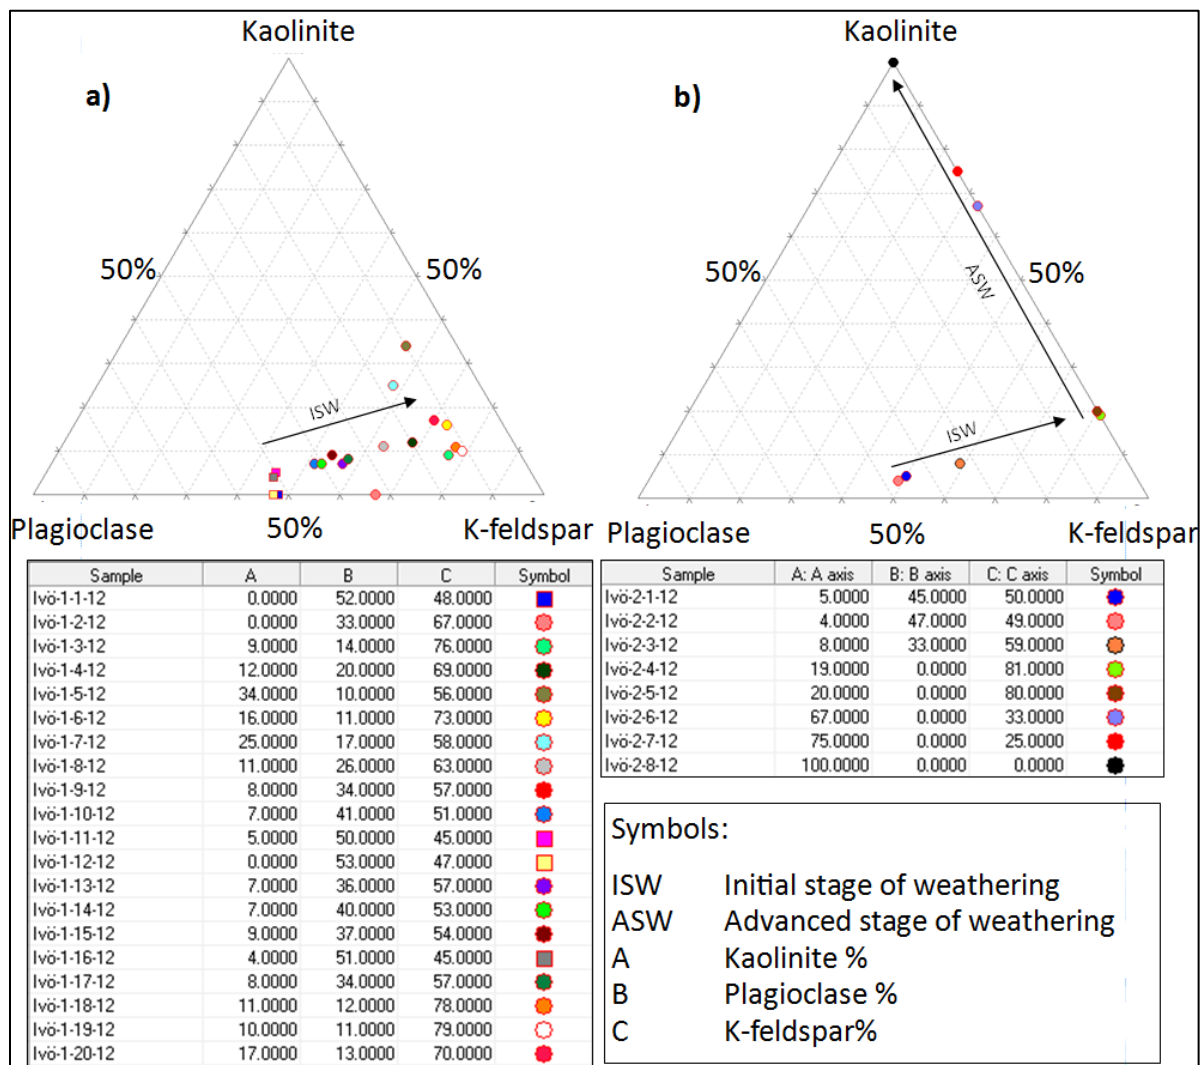 Kaolinite
a)
50%
50%
ISW
Plagioclase
50%
K-feldspar
Kaolinite
b)
50%
50%
ASW
ISW
Plagioclase
50%
K-feldspar
Sample A B C Symbol
Ivö-1-1-12 0.0000 52.0000 48.0000
Ivö-1-2-12 0.0000 33.0000 67.0000
Ivö-1-3-12 9.0000 14.0000 76.0000
Ivö-1-4-12 12.0000 20.0000 69.0000
Ivö-1-5-12 34.0000 10.0000 56.0000
Ivö-1-6-12 16.0000 11.0000 73.0000
Ivö-1-7-12 25.0000 17.0000 58.0000
Ivö-1-8-12 11.0000 26.0000 63.0000
Ivö-1-9-12 8.0000 34.0000 57.0000
Ivö-1-10-12 7.0000 41.0000 51.0000
Ivö-1-11-12 5.0000 50.0000 45.0000
Ivö-1-12-12 0.0000 53.0000 47.0000
Ivö-1-13-12 7.0000 36.0000 57.0000
Ivö-1-14-12 7.0000 40.0000 53.0000
Ivö-1-15-12 9.0000 37.0000 54.0000
Ivö-1-16-12 4.0000 51.0000 45.0000
Ivö-1-17-12 8.0000 34.0000 57.0000
Ivö-1-18-12 11.0000 12.0000 78.0000
Ivö-1-19-12 10.0000 11.0000 79.0000
Ivö-1-20-12 17.0000 13.0000 70.0000
Sample A: A axis B: B axis C: C axis Symbol
Ivö-2-1-12 5.0000 45.0000 50.0000
Ivö-2-2-12 4.0000 47.0000 49.0000
Ivö-2-3-12 8.0000 33.0000 59.0000
Ivö-2-4-12 19.0000 0.0000 81.0000
Ivö-2-5-12 20.0000 0.0000 80.0000
Ivö-2-6-12 67.0000 0.0000 33.0000
Ivö-2-7-12 75.0000 0.0000 25.0000
Ivö-2-8-12 100.0000 0.0000 0.0000
Symbols:
ISW Initial stage of weathering
ASW Advanced stage of weathering
A Kaolinite %
B Plagioclase %
C K-feldspar%